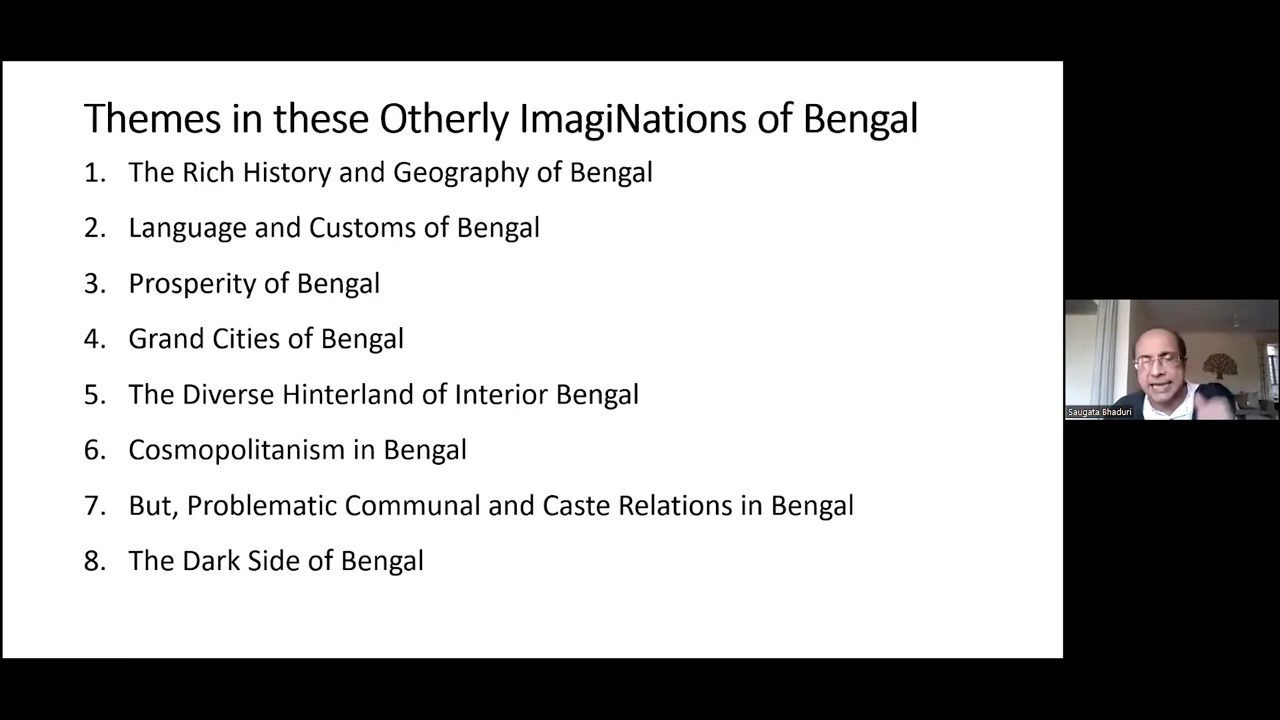 Themes in these Otherly ImagiNations of Bengal
1. The Rich History and Geography of Bengal
2. Language and Customs of Bengal
3. Prosperity of Bengal
4. Grand Cities of Bengal
5. The Diverse Hinterland of Interior Bengal
6. Cosmopolitanism in Bengal
7. But, Problematic Communal and Caste Relations in Bengal
8. The Dark Side of Bengal
Saugata Bhaduri